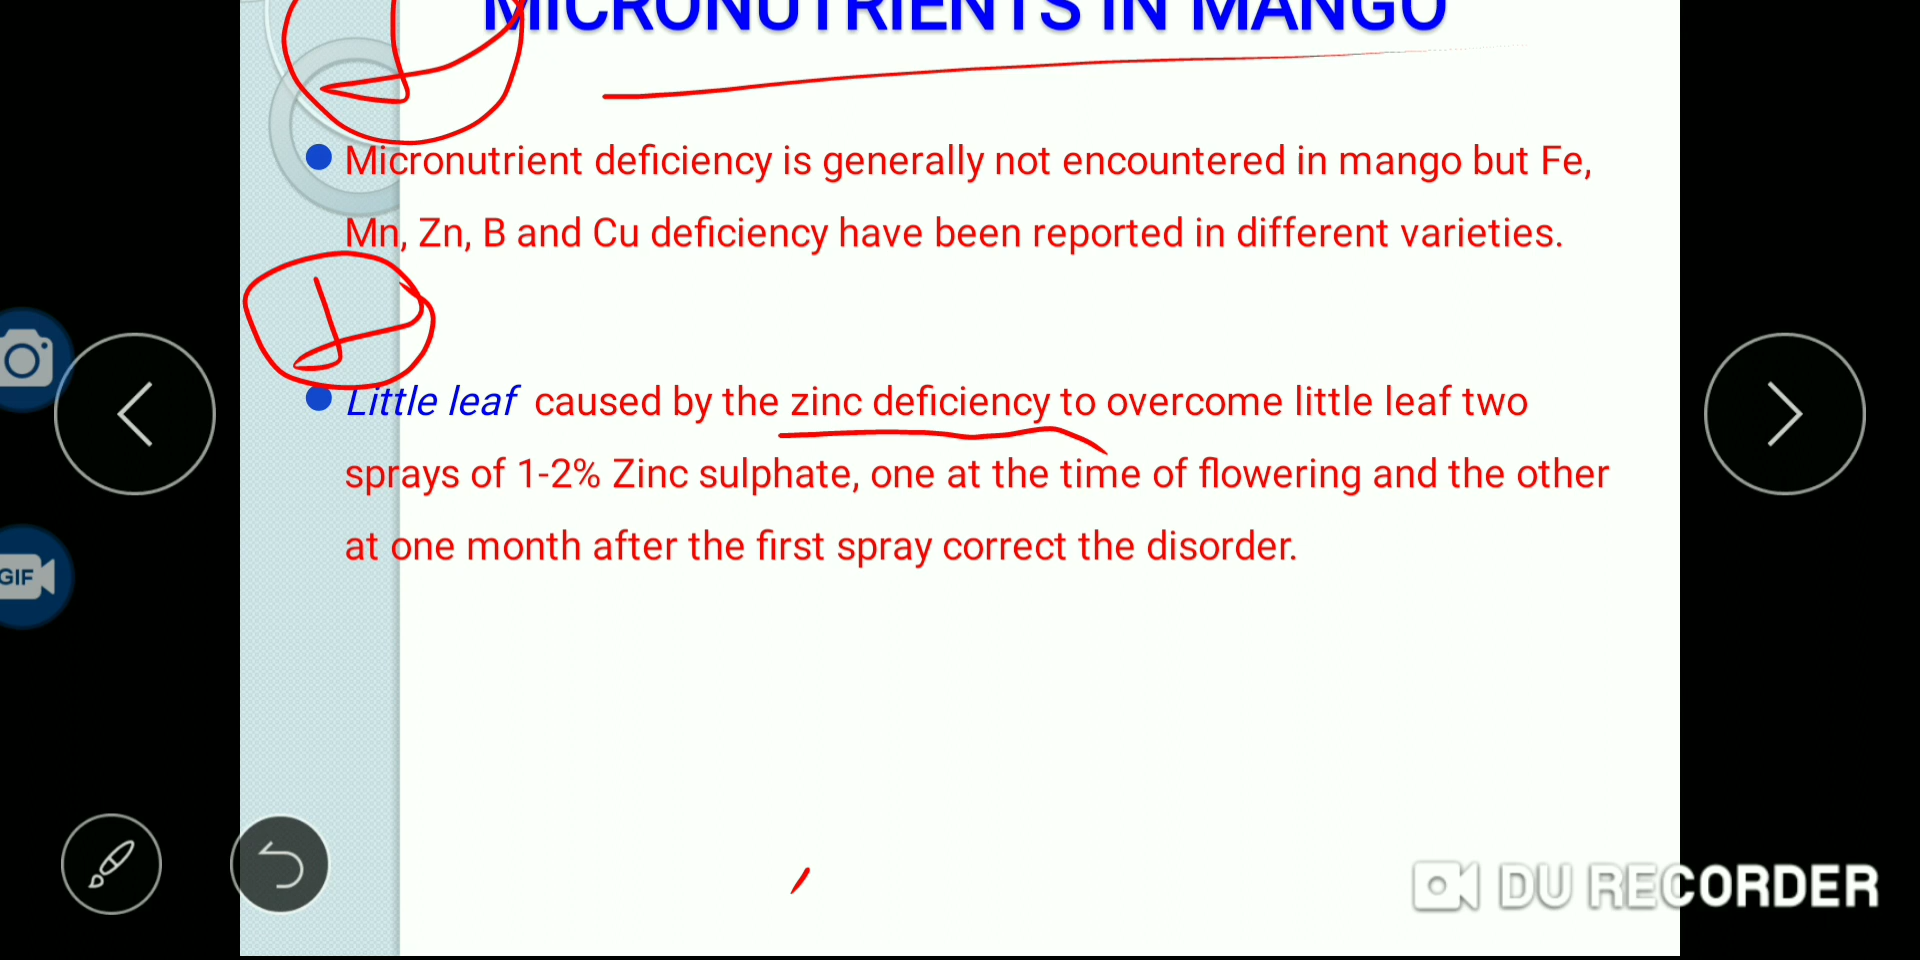 MICRONUTRIENTS IN MANGO
Micronutrient deficiency is generally not encountered in mango but Fe,
Mn, Zn, B and Cu deficiency have been reported in different varieties.
Little leaf caused by the zinc deficiency to overcome little leaf two
sprays of 1-2% Zinc sulphate, one at the time of flowering and the other
at one month after the first spray correct the disorder.
GIF
DU RECORDER